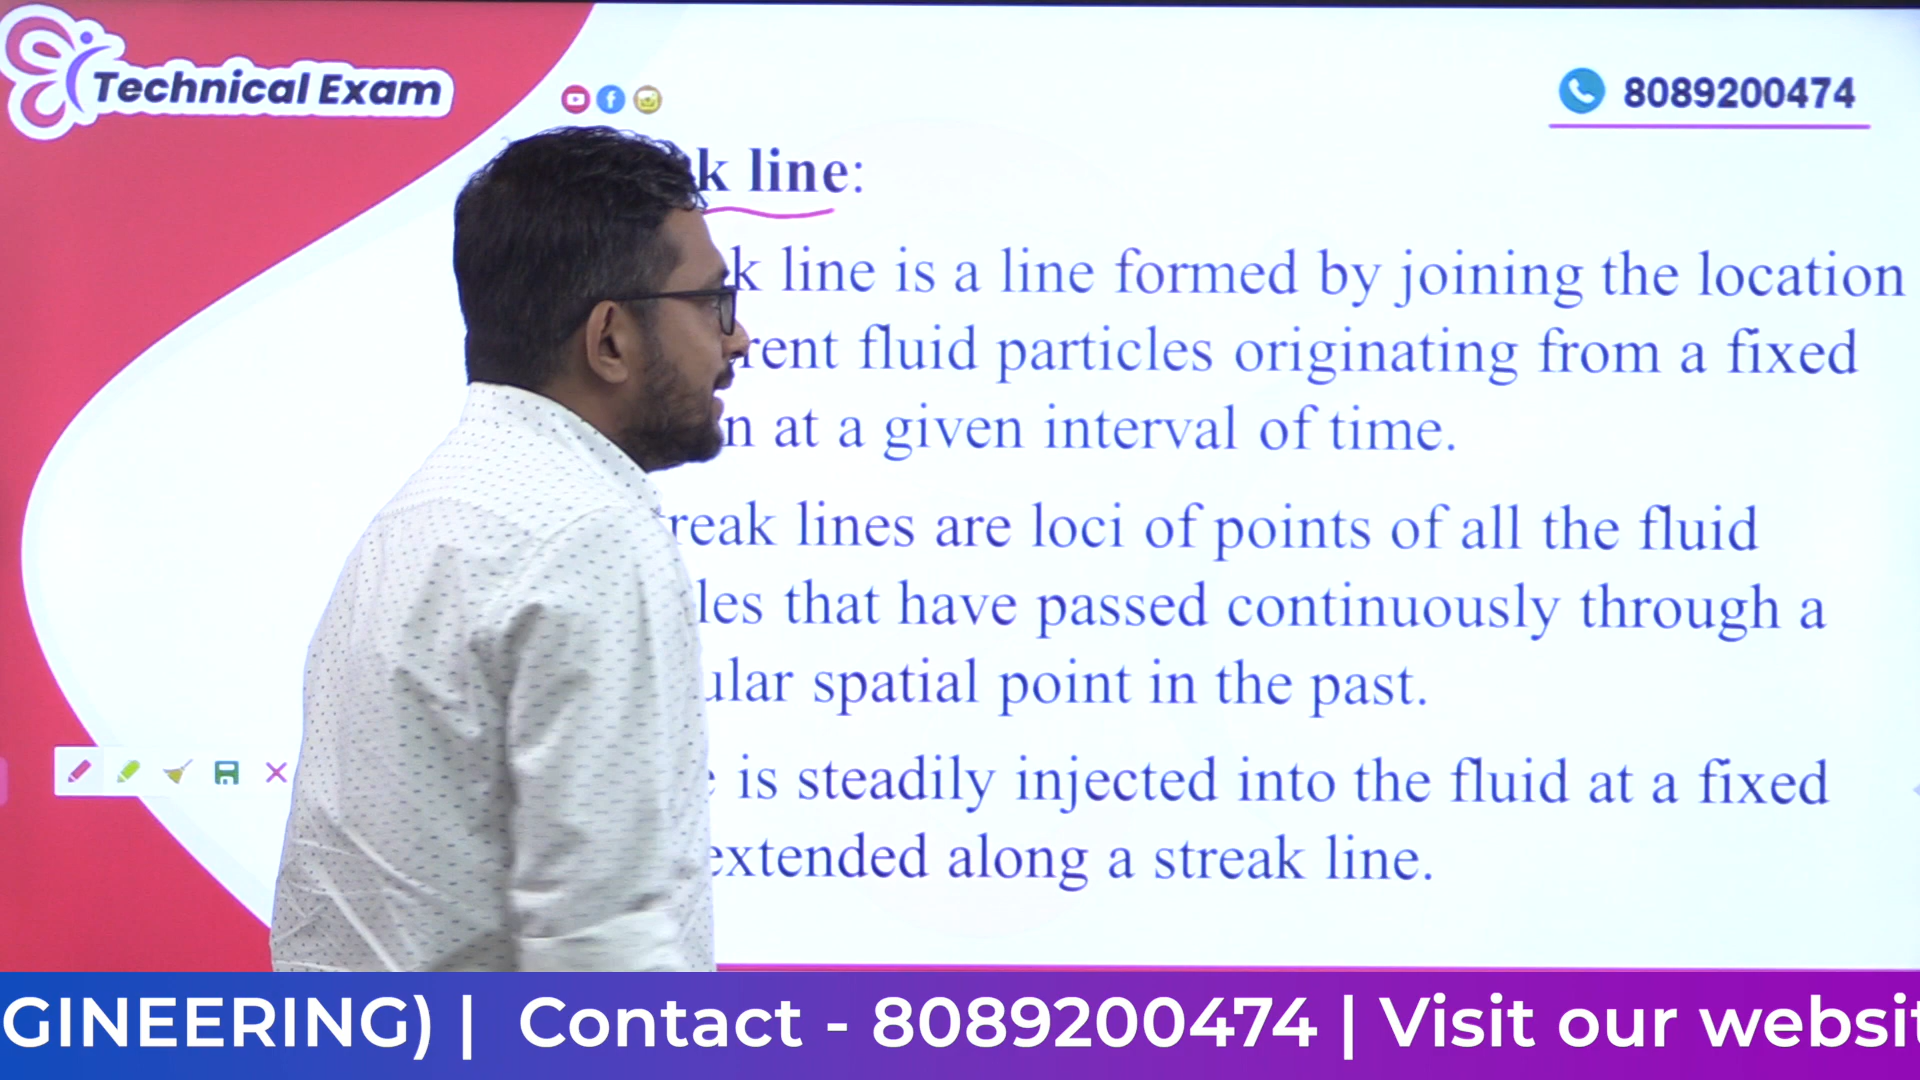 Technical Exam
8089200474
k line:
k line is a line formed by joining the location
rent fluid particles originating from a fixed
n at a given interval of time.
reak lines are loci of points of all the fluid
les that have passed continuously through a
ular spatial point in the past.
is steadily injected into the fluid at a fixed
extended along a streak line.
GINEERING) | Contact - 8089200474 | Visit our websit